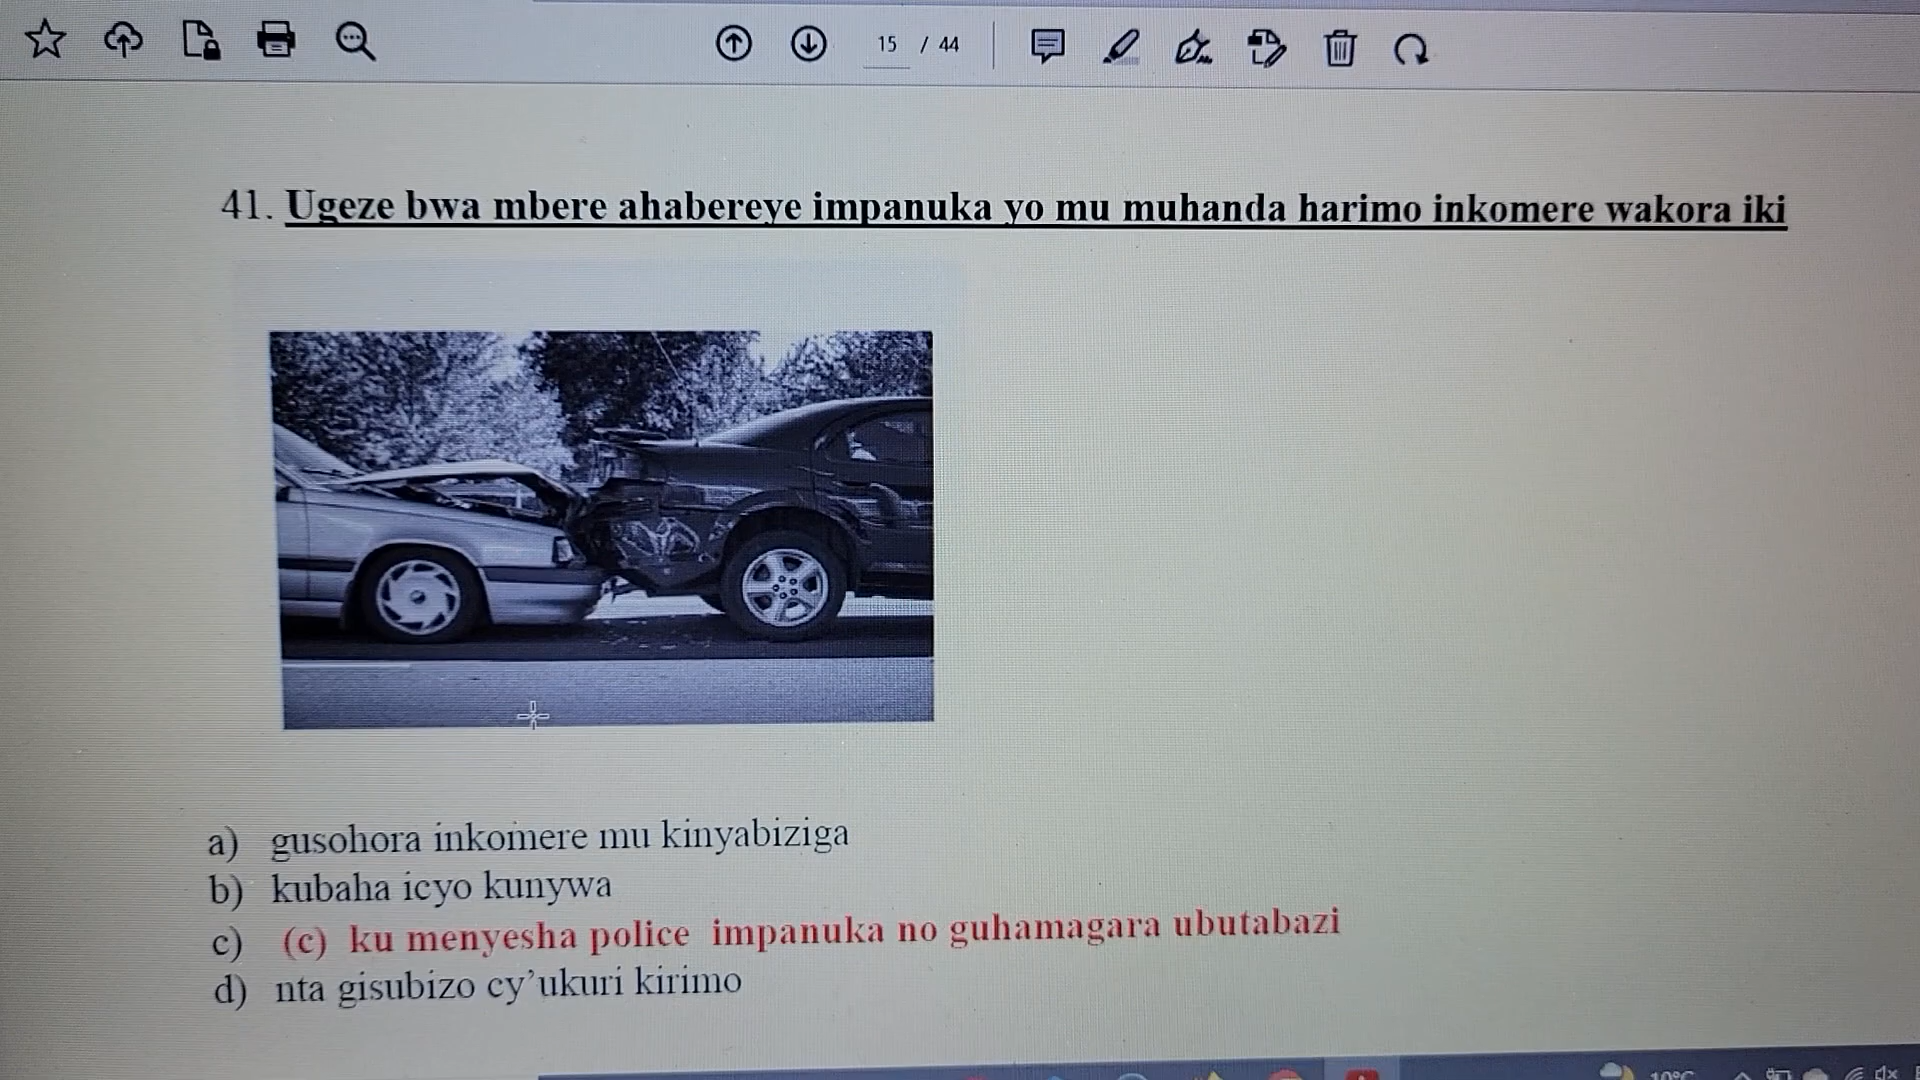 15 / 44
41. Ugeze bwa mbere ahabereye impanuka yo mu muhanda harimo inkomere wakora iki
a) gusohora inkomere mu kinyabiziga
b) kubaha icyo kunywa
c) (c) ku menyesha police impanuka no guhamagara ubutabazi
d) nta gisubizo cy’ukuri kirimo